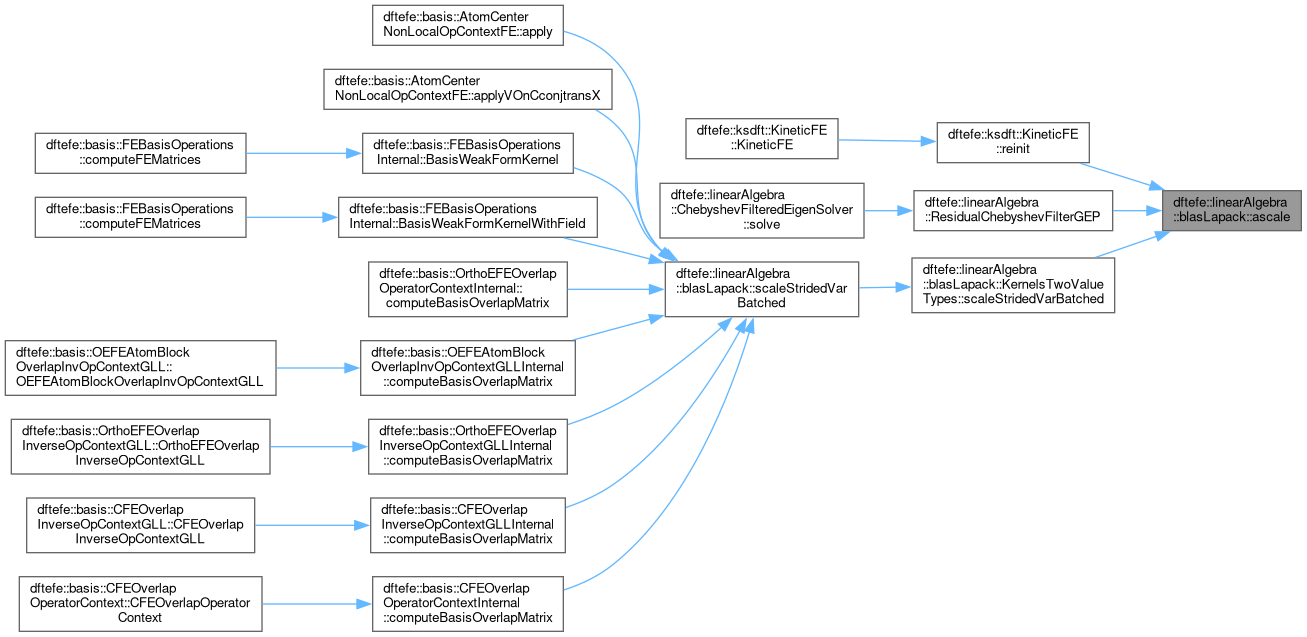 dftefe::basis::AtomCenter
NonLocalOpContextFE::apply
dftefe::basis::AtomCenter
NonLocalOpContextFE::applyVOnCconjtransX
dftefe::basis::FEBasisOperations
::computeFEMatrices
dftefe::basis::FEBasisOperations
Internal::BasisWeakFormKernel
dftefe::ksdft::KineticFE
::KineticFE
dftefe::ksdft::KineticFE
::reinit
dftefe::basis::FEBasisOperations
::computeFEMatrices
dftefe::basis::FEBasisOperations
Internal::BasisWeakFormKernelWithField
dftefe::linearAlgebra
::ChebyshevFilteredEigenSolver
::solve
dftefe::linearAlgebra
::ResidualChebyshevFilterGEP
dftefe::linearAlgebra
::blasLapack::ascale
dftefe::basis::OrthoEFEOverlap
OperatorContextInternal::
computeBasisOverlapMatrix
dftefe::linearAlgebra
::blasLapack::scaleStridedVar
Batched
dftefe::linearAlgebra
::blasLapack::KernelsTwoValue
Types::scaleStridedVarBatched
dftefe::basis::OEFEAtomBlock
OverlapInvOpContextGLL::
OEFEAtomBlockOverlapInvOpContextGLL
dftefe::basis::OEFEAtomBlock
OverlapInvOpContextGLLInternal
::computeBasisOverlapMatrix
dftefe::basis::OrthoEFEOverlap
InverseOpContextGLL::OrthoEFEOverlap
InverseOpContextGLL
dftefe::basis::OrthoEFEOverlap
InverseOpContextGLLInternal
::computeBasisOverlapMatrix
dftefe::basis::CFEOverlap
InverseOpContextGLL::CFEOverlap
InverseOpContextGLL
dftefe::basis::CFEOverlap
InverseOpContextGLLInternal
::computeBasisOverlapMatrix
dftefe::basis::CFEOverlap
OperatorContext::CFEOverlapOperator
Context
dftefe::basis::CFEOverlap
OperatorContextInternal
::computeBasisOverlapMatrix